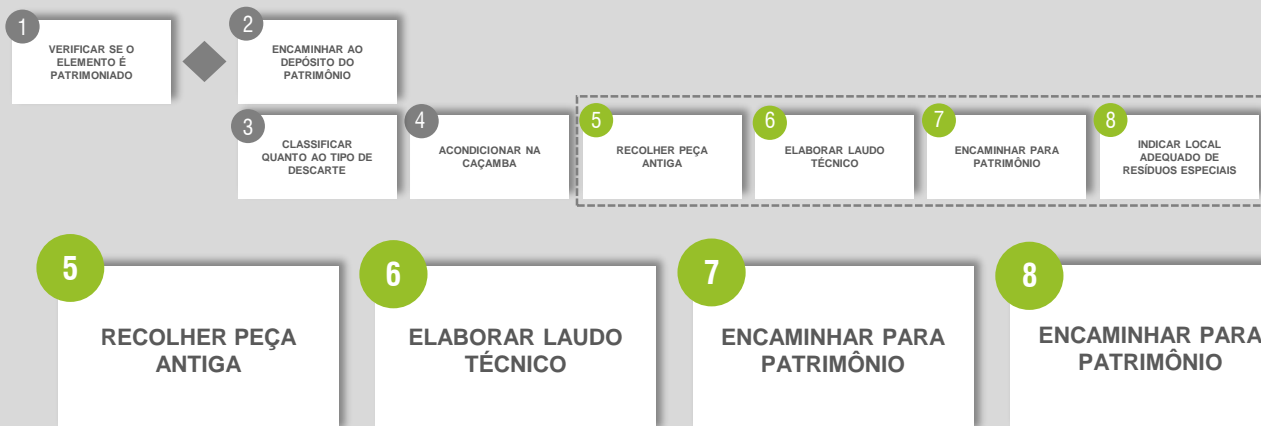 1
VERIFICAR SE O
ELEMENTO É
PATRIMONIADO
2
ENCAMINHAR AO
DEPÓSITO DO
PATRIMÔNIO
3
CLASSIFICAR
QUANTO AO TIPO DE
DESCARTE
4
ACONDICIONAR NA
CAÇAMBA
5
RECOLHER PEÇA
ANTIGA
6
ELABORAR LAUDO
TÉCNICO
7
ENCAMINHAR PARA
PATRIMÔNIO
8
INDICAR LOCAL
ADEQUADO DE
RESÍDUOS ESPECIAIS
5
RECOLHER PEÇA
ANTIGA
6
ELABORAR LAUDO
TÉCNICO
7
ENCAMINHAR PARA
PATRIMÔNIO
8
ENCAMINHAR PARA
PATRIMÔNIO